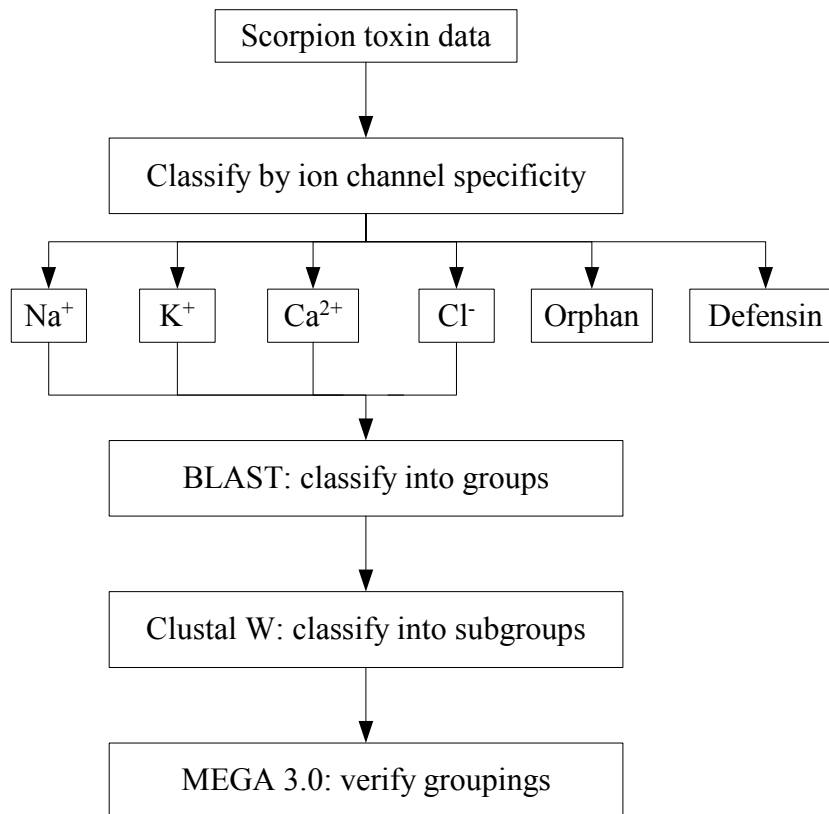 Scorpion toxin data
Classify by ion channel specificity
Na⁺ K⁺ Ca²⁺ Cl⁻ Orphan Defensin
BLAST: classify into groups
Clustal W: classify into subgroups
MEGA 3.0: verify groupings